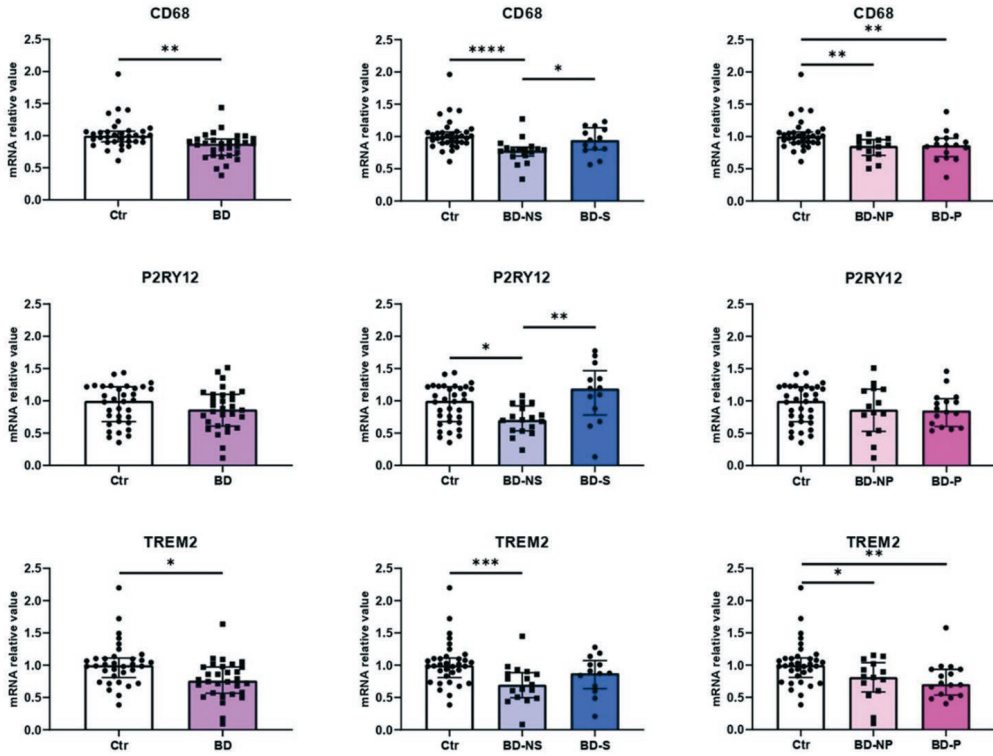 CD68
mRNA relative value
2.5
2.0
1.5
1.0
0.5
0.0
**
Ctr BD
CD68
mRNA relative value
2.5
2.0
1.5
1.0
0.5
0.0
****
*
Ctr BD-NS BD-S
CD68
mRNA relative value
2.5
2.0
1.5
1.0
0.5
0.0
**
**
Ctr BD-NP BD-P
P2RY12
mRNA relative value
2.5
2.0
1.5
1.0
0.5
0.0
Ctr BD
P2RY12
mRNA relative value
2.5
2.0
1.5
1.0
0.5
0.0
**
*
Ctr BD-NS BD-S
P2RY12
mRNA relative value
2.5
2.0
1.5
1.0
0.5
0.0
Ctr BD-NP BD-P
TREM2
mRNA relative value
2.5
2.0
1.5
1.0
0.5
0.0
*
Ctr BD
TREM2
mRNA relative value
2.5
2.0
1.5
1.0
0.5
0.0
***
Ctr BD-NS BD-S
TREM2
mRNA relative value
2.5
2.0
1.5
1.0
0.5
0.0
**
*
Ctr BD-NP BD-P